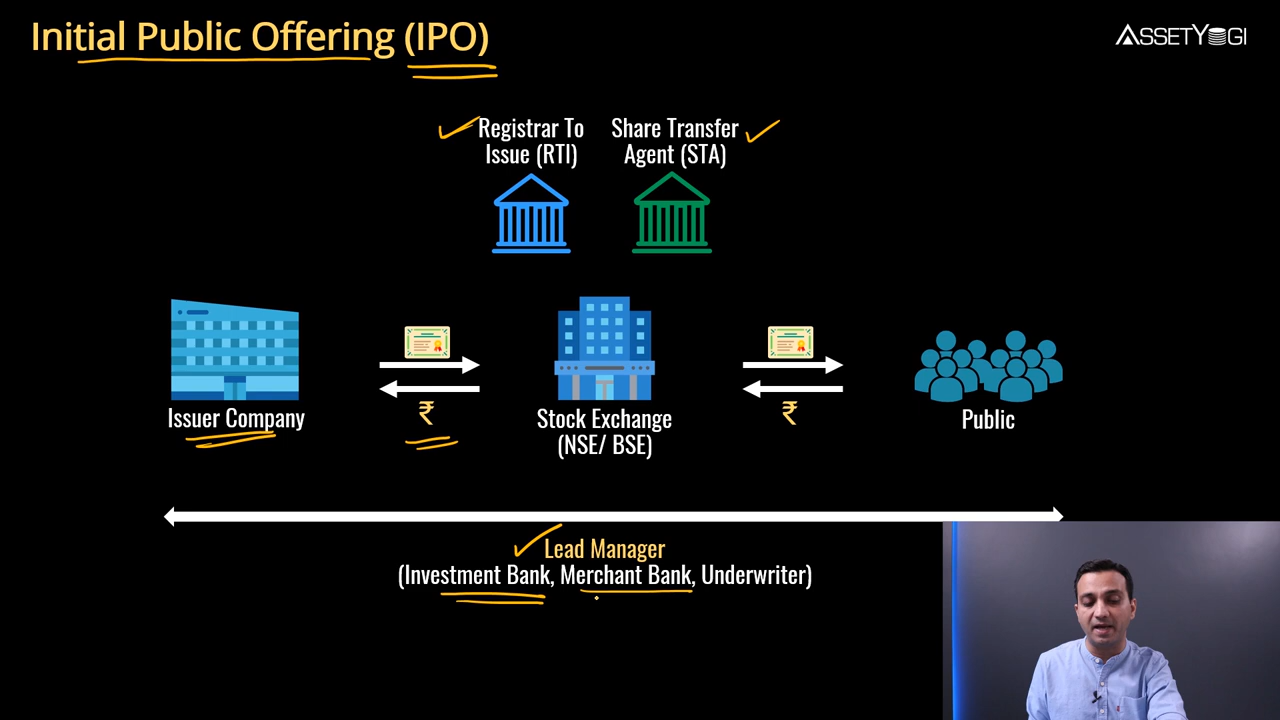 Initial Public Offering (IPO)
ASSETYOGI
Registrar To
Issue (RTI)
Share Transfer
Agent (STA)
₹
₹
Issuer Company
Stock Exchange
(NSE/ BSE)
Public
Lead Manager
(Investment Bank, Merchant Bank, Underwriter)